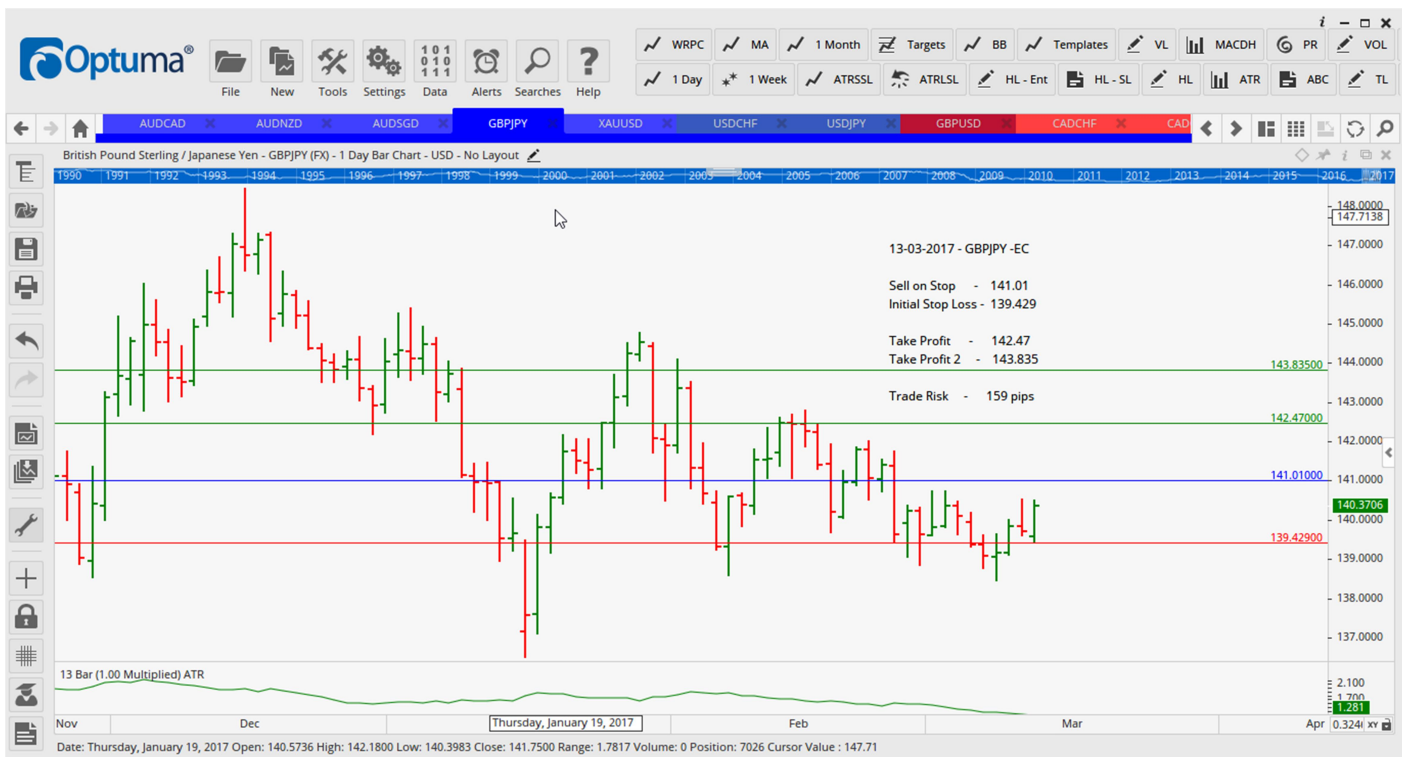 Optuma®
File New Tools Settings Data Alerts Searches Help
WRPC MA 1 Month Targets BB Templates VL MACDH PR VOL
1 Day 1 Week ATRSSL ATRLSL HL - Ent HL - SL HL ATR ABC TL
AUDCAD AUDNZD AUDSGD GBPJPY XAUUSD USDCHF USDJPY GBPUSD CADCHF CAD
British Pound Sterling / Japanese Yen - GBPJPY (FX) - 1 Day Bar Chart - USD - No Layout
1990 1991 1992 1993 1994 1995 1996 1997 1998 1999 2000 2001 2002 2003 2004 2005 2006 2007 2008 2009 2010 2011 2012 2013 2014 2015 2016 2017
148.0000
147.7138
147.0000
146.0000
145.0000
144.0000
143.0000
142.0000
141.0000
140.3706
140.0000
139.0000
138.0000
137.0000
13-03-2017 - GBPJPY -EC
Sell on Stop - 141.01
Initial Stop Loss - 139.429
Take Profit - 142.47
Take Profit 2 - 143.835
Trade Risk - 159 pips
143.83500
142.47000
141.01000
139.42900
13 Bar (1.00 Multiplied) ATR
2.100
1.700
1.281
Nov Dec Thursday, January 19, 2017 Feb Mar Apr XY
Date: Thursday, January 19, 2017 Open: 140.5736 High: 142.1800 Low: 140.3983 Close: 141.7500 Range: 1.7817 Volume: 0 Position: 7026 Cursor Value : 147.71